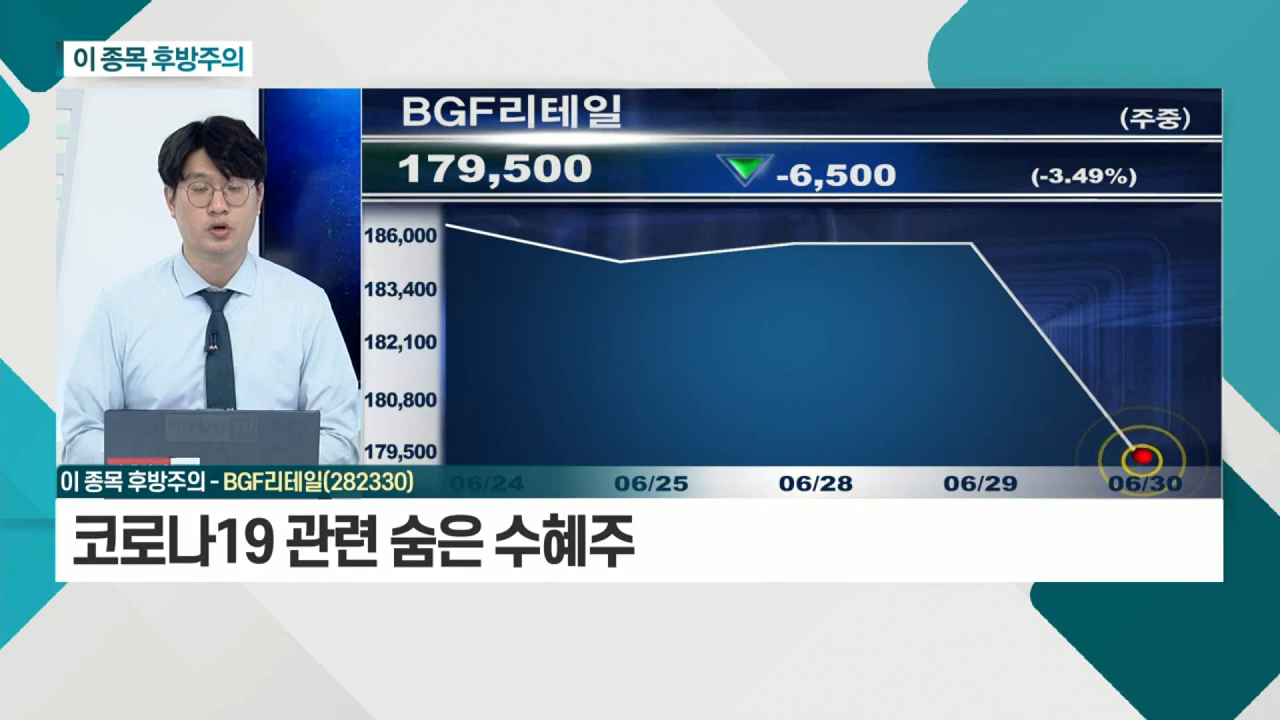 이 종목 후방주의
BGF리테일
(주중)
179,500
-6,500
(-3.49%)
186,000
183,400
182,100
180,800
179,500
06/24
06/25
06/28
06/29
06/30
이 종목 후방주의 - BGF리테일(282330)
코로나19 관련 숨은 수혜주